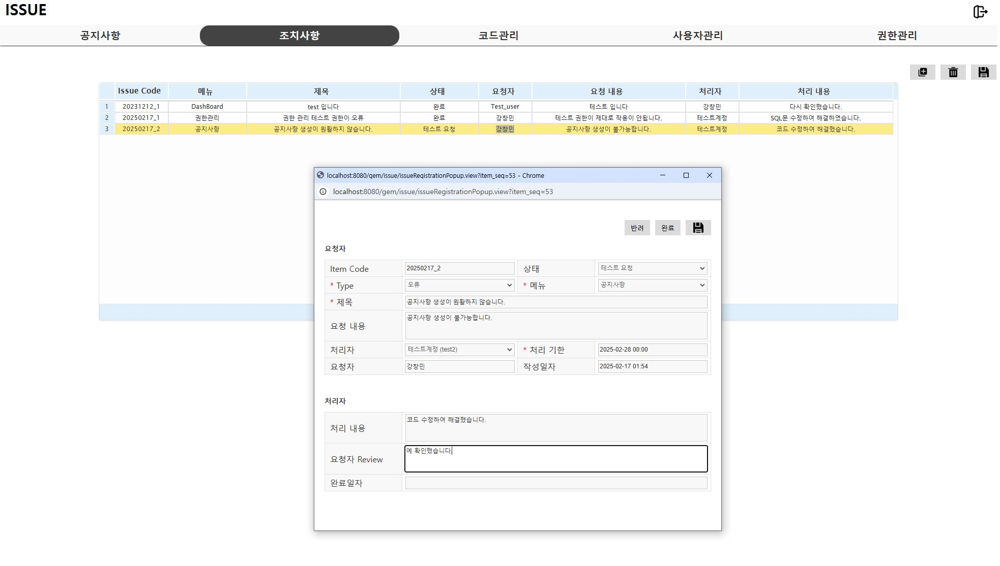 ISSUE
공지사항 조치사항 코드관리 사용자관리 권한관리
Issue Code 메뉴 제목 상태 요청자 요청 내용 처리자 처리 내용
1 20231212_1 DashBoard test 입니다 완료 Test_user 테스트 입니다 강창민 다시 확인했습니다.
2 20250217_1 권한관리 권한 관리 테스트 권한이 오류 완료 강창민 테스트 권한이 제대로 작용이 안됩니다. 테스트계정 SQL문 수정하여 해결하였습니다.
3 20250217_2 공지사항 공지사항 생성이 원활하지 않습니다. 테스트 요청 강창민 공지사항 생성이 불가능합니다. 테스트계정 코드 수정하여 해결했습니다.
localhost:8080/gem/issue/issueRegistrationPopup.view?item_seq=53 - Chrome
localhost:8080/gem/issue/issueRegistrationPopup.view?item_seq=53
반려 완료
요청자
Item Code 20250217_2 상태 테스트 요청
* Type 오류 * 메뉴 공지사항
* 제목 공지사항 생성이 원활하지 않습니다.
요청 내용 공지사항 생성이 불가능합니다.
처리자 테스트계정 (test2) * 처리 기한 2025-02-28 00:00
요청자 강창민 작성일자 2025-02-17 01:54
처리자
처리 내용 코드 수정하여 해결했습니다.
요청자 Review 예 확인했습니다.
완료일자